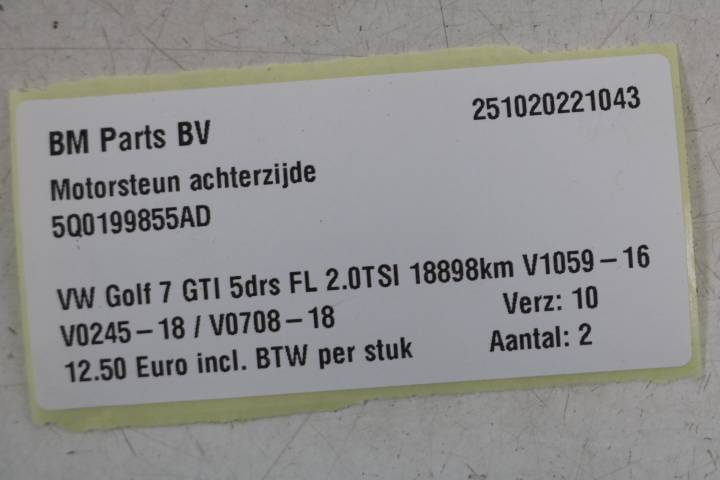 BM Parts BV 251020221043
Motorsteun achterzijde
5Q0199855AD
VW Golf 7 GTI 5drs FL 2.0TSI 18898km V1059-16
V0245-18 / V0708-18 Verz: 10
12.50 Euro incl. BTW per stuk Aantal: 2